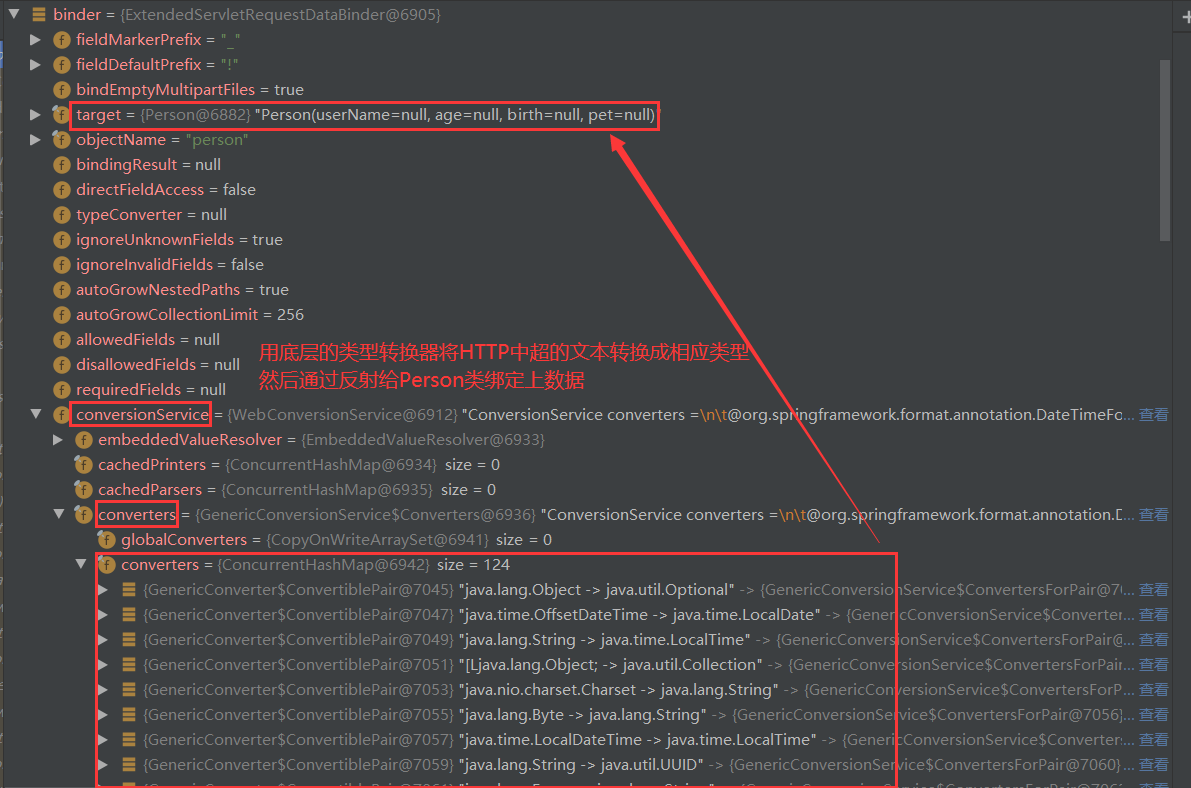 binder = {ExtendedServletRequestDataBinder@6905}
fieldMarkerPrefix = "_"
fieldDefaultPrefix = "!"
bindEmptyMultipartFiles = true
target = {Person@6882} "Person(userName=null, age=null, birth=null, pet=null)"
objectName = "person"
bindingResult = null
directFieldAccess = false
typeConverter = null
ignoreUnknownFields = true
ignoreInvalidFields = false
autoGrowNestedPaths = true
autoGrowCollectionLimit = 256
allowedFields = null
用底层的类型转换器将HTTP中超的文本转换成相应类型
disallowedFields = null
然后通过反射给Person类绑定上数据
requiredFields = null
conversionService = {WebConversionService@6912} "ConversionService converters =\n\t@org.springframework.format.annotation.DateTimeFo... 查看
embeddedValueResolver = {EmbeddedValueResolver@6933}
cachedPrinters = {ConcurrentHashMap@6934} size = 0
cachedParsers = {ConcurrentHashMap@6935} size = 0
converters = {GenericConversionService$Converters@6936} "ConversionService converters =\n\t@org.springframework.format.annotation.D... 查看
globalConverters = {CopyOnWriteArraySet@6941} size = 0
converters = {ConcurrentHashMap@6942} size = 124
{GenericConverter$ConvertiblePair@7045} "java.lang.Object -> java.util.Optional" -> {GenericConversionService$ConvertersForPair@70... 查看
{GenericConverter$ConvertiblePair@7047} "java.time.OffsetDateTime -> java.time.LocalDate" -> {GenericConversionService$Converter... 查看
{GenericConverter$ConvertiblePair@7049} "java.lang.String -> java.time.LocalTime" -> {GenericConversionService$ConvertersForPair@... 查看
{GenericConverter$ConvertiblePair@7051} "[Ljava.lang.Object; -> java.util.Collection" -> {GenericConversionService$ConvertersForPair... 查看
{GenericConverter$ConvertiblePair@7053} "java.nio.charset.Charset -> java.lang.String" -> {GenericConversionService$ConvertersForP... 查看
{GenericConverter$ConvertiblePair@7055} "java.lang.Byte -> java.lang.String" -> {GenericConversionService$ConvertersForPair@7056}... 查看
{GenericConverter$ConvertiblePair@7057} "java.time.LocalDateTime -> java.time.LocalTime" -> {GenericConversionService$Converter... 查看
{GenericConverter$ConvertiblePair@7059} "java.lang.String -> java.util.UUID" -> {GenericConversionService$ConvertersForPair@7060}... 查看